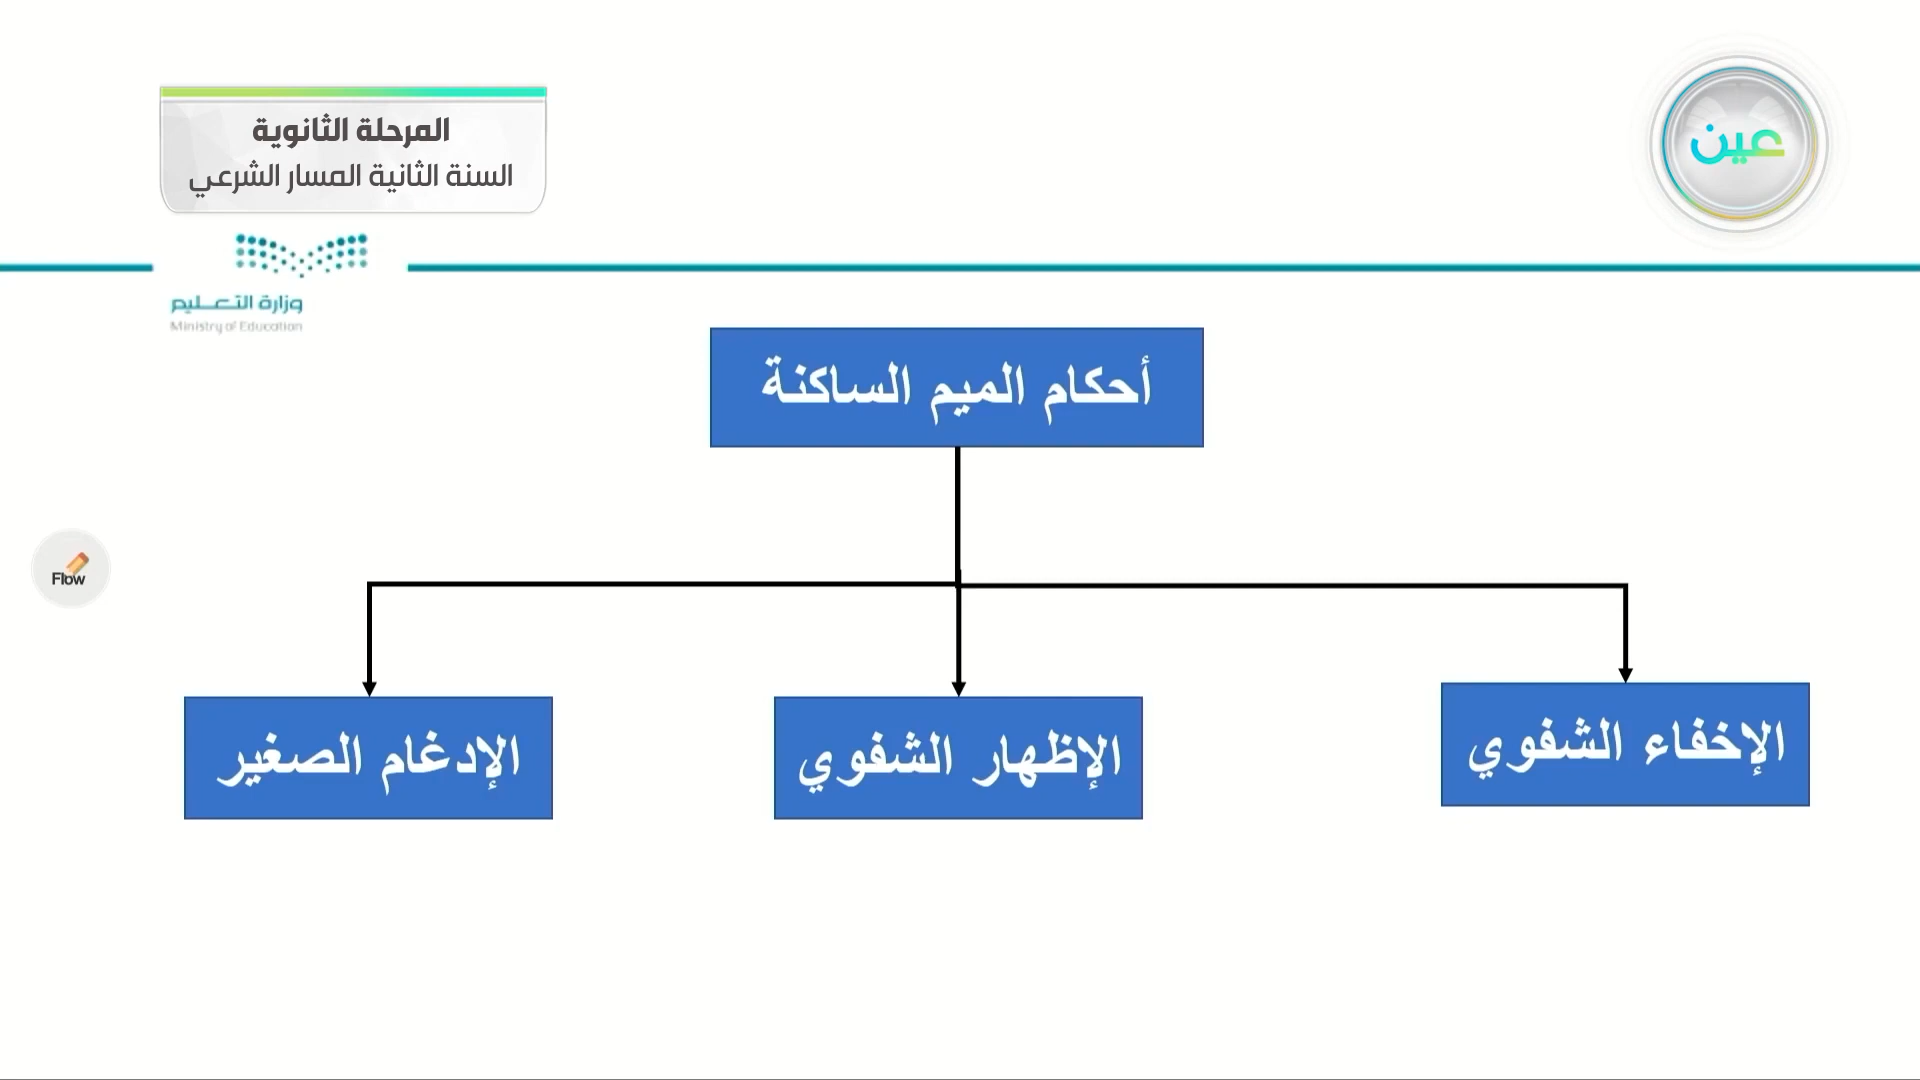 عين
المرحلة الثانوية
السنة الثانية المسار الشرعي
وزارة التعـــليم
Ministry of Education
أحكام الميم الساكنة
Flow
الإخفاء الشفوي
الإظهار الشفوي
الإدغام الصغير